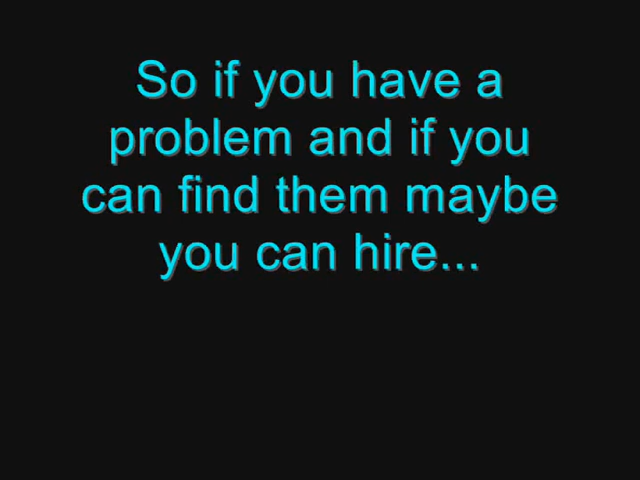 So if you have a
problem and if you
can find them maybe
you can hire...